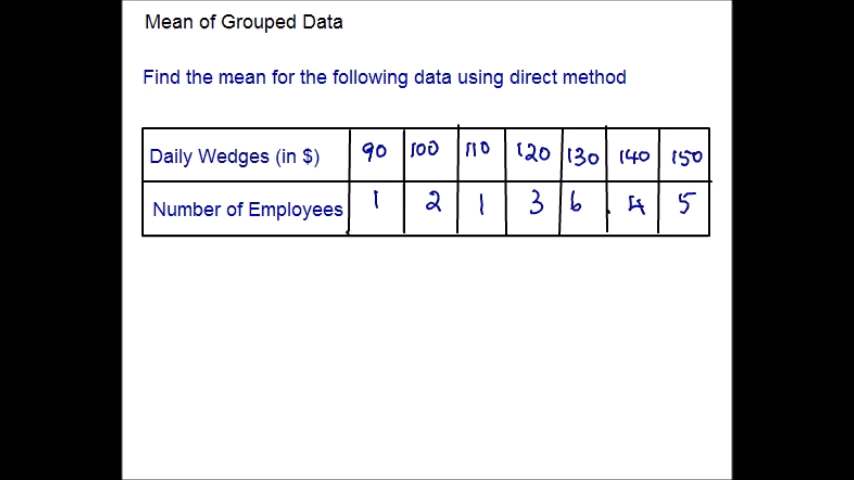 Mean of Grouped Data
Find the mean for the following data using direct method
Daily Wedges (in $) 90 100 110 120 130 140 150
Number of Employees 1 2 1 3 6 4 5